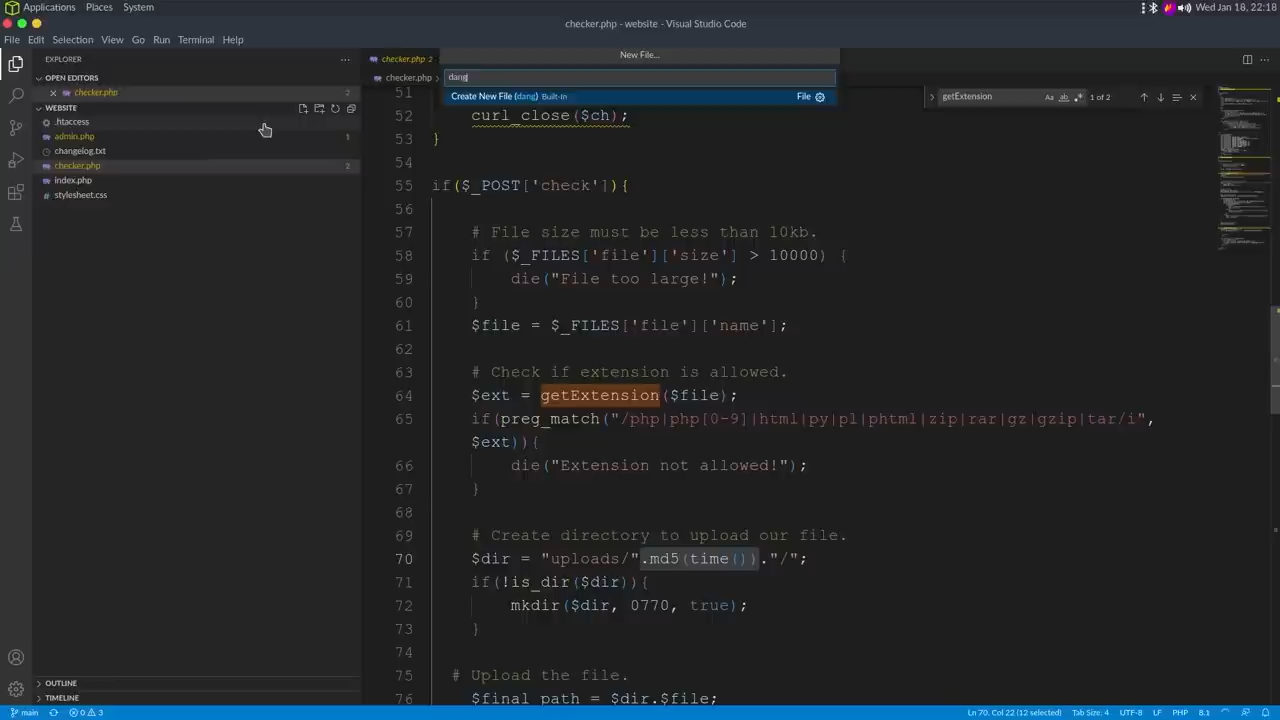 Applications Places System
Wed Jan 18, 22:18
checker.php - website - Visual Studio Code
File Edit Selection View Go Run Terminal Help
New File...
dang
Create New File (dang) Built-In
File
EXPLORER
OPEN EDITORS
checker.php 2
WEBSITE
.htaccess
admin.php 1
changelog.txt
checker.php 2
index.php
stylesheet.css
OUTLINE
TIMELINE
checker.php 2
checker.php
getExtension
Aa ab
1 of 2
51
52 curl_close($ch);
53 }
54
55 if($_POST['check']){
56
57 # File size must be less than 10kb.
58 if ($_FILES['file']['size'] > 10000) {
59 die("File too large!");
60 }
61 $file = $_FILES['file']['name'];
62
63 # Check if extension is allowed.
64 $ext = getExtension($file);
65 if(preg_match("/php|php[0-9]|html|py|pl|phtml|zip|rar|gz|gzip|tar/i",
$ext)){
66 die("Extension not allowed!");
67 }
68
69 # Create directory to upload our file.
70 $dir = "uploads/".md5(time())."/";
71 if(!is_dir($dir)){
72 mkdir($dir, 0770, true);
73 }
74
75 # Upload the file.
76 $final_path = $dir.$file;
main
0 3
Ln 70, Col 22 (12 selected) Tab Size: 4 UTF-8 LF PHP 8.1